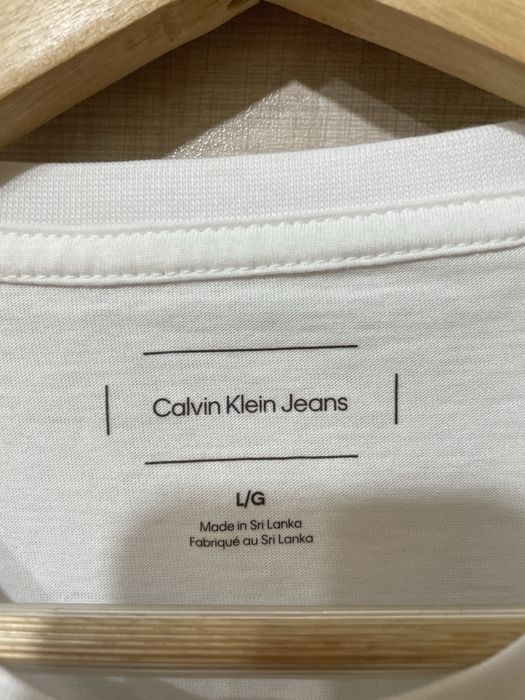 Calvin Klein Jeans
L/G
Made in Sri Lanka
Fabriqué au Sri Lanka